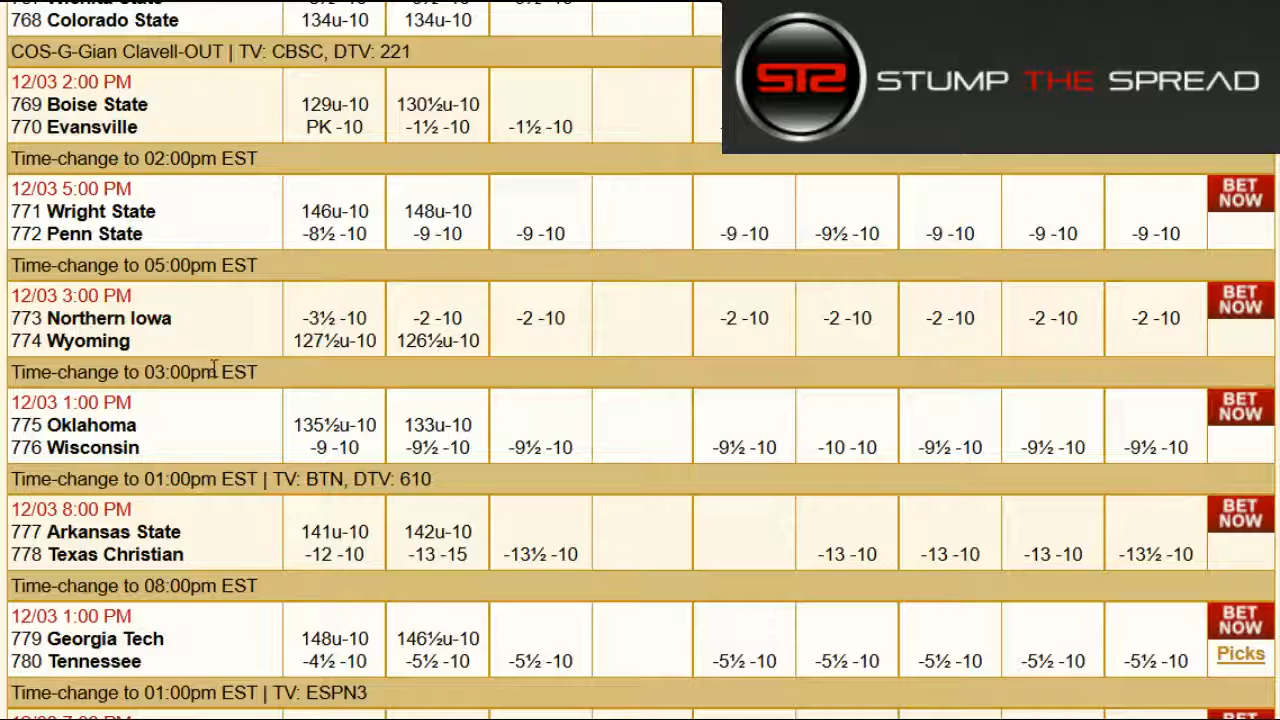 768 Colorado State 134u-10 134u-10
COS-G-Gian Clavell-OUT | TV: CBSC, DTV: 221
STS STUMP THE SPREAD
12/03 2:00 PM
769 Boise State 129u-10 130½u-10
770 Evansville PK -10 -1½ -10 -1½ -10
Time-change to 02:00pm EST
12/03 5:00 PM BET NOW
771 Wright State 146u-10 148u-10
772 Penn State -8½ -10 -9 -10 -9 -10 -9 -10 -9½ -10 -9 -10 -9 -10 -9 -10
Time-change to 05:00pm EST
12/03 3:00 PM BET NOW
773 Northern Iowa -3½ -10 -2 -10 -2 -10 -2 -10 -2 -10 -2 -10 -2 -10 -2 -10
774 Wyoming 127½u-10 126½u-10
Time-change to 03:00pm EST
12/03 1:00 PM BET NOW
775 Oklahoma 135½u-10 133u-10
776 Wisconsin -9 -10 -9½ -10 -9½ -10 -9½ -10 -10 -10 -9½ -10 -9½ -10 -9½ -10
Time-change to 01:00pm EST | TV: BTN, DTV: 610
12/03 8:00 PM BET NOW
777 Arkansas State 141u-10 142u-10
778 Texas Christian -12 -10 -13 -15 -13½ -10 -13 -10 -13 -10 -13 -10 -13½ -10
Time-change to 08:00pm EST
12/03 1:00 PM BET NOW
779 Georgia Tech 148u-10 146½u-10
780 Tennessee -4½ -10 -5½ -10 -5½ -10 -5½ -10 -5½ -10 -5½ -10 -5½ -10 -5½ -10 Picks
Time-change to 01:00pm EST | TV: ESPN3